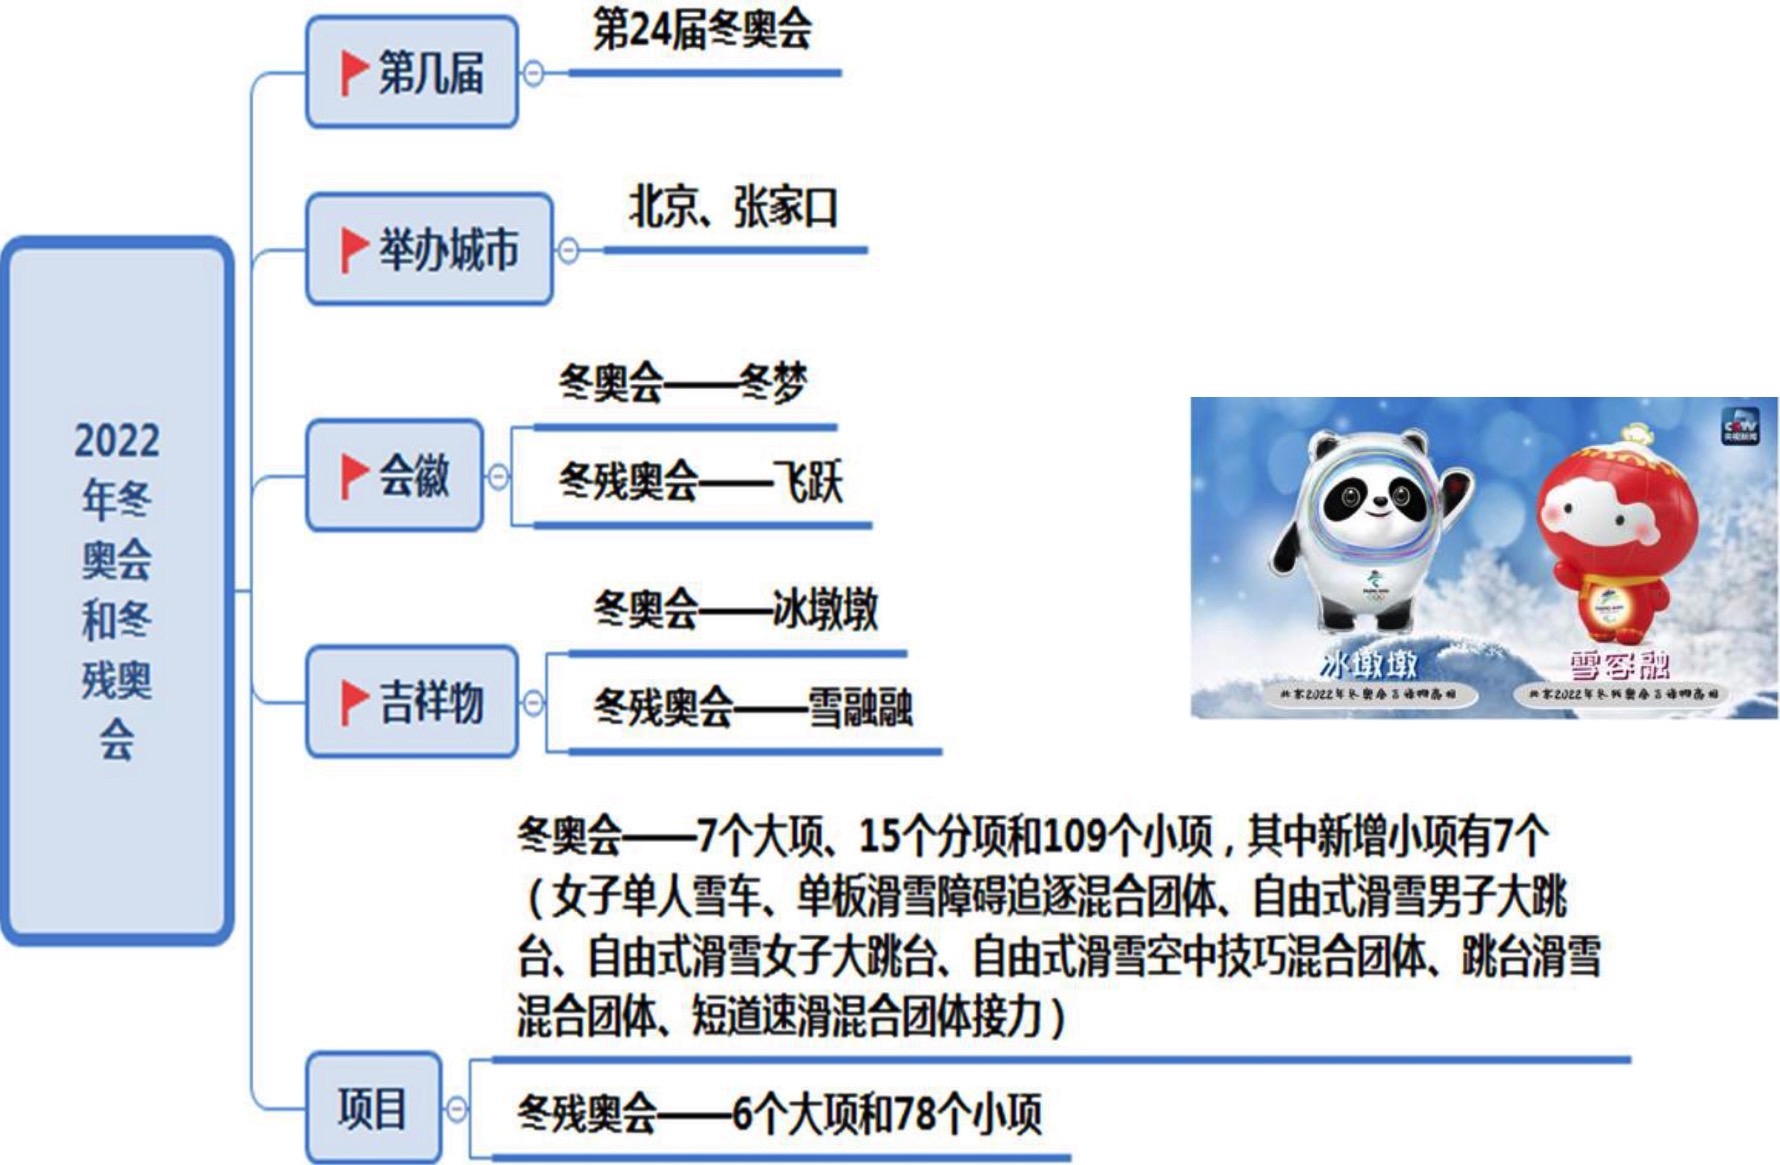 第几届
第24届冬奥会
举办城市
北京、张家口
2022
年冬
奥会
和冬
残奥
会
会徽
冬奥会——冬梦
冬残奥会——飞跃
吉祥物
冬奥会——冰墩墩
冬残奥会——雪融融
CCTV
央视新闻
冰墩墩
北京2022年冬奥会吉祥物亮相
雪容融
北京2022年冬残奥会吉祥物亮相
项目
冬奥会——7个大项、15个分项和109个小项，其中新增小项有7个
（女子单人雪车、单板滑雪障碍追逐混合团体、自由式滑雪男子大跳
台、自由式滑雪女子大跳台、自由式滑雪空中技巧混合团体、跳台滑雪
混合团体、短道速滑混合团体接力）
冬残奥会——6个大项和78个小项